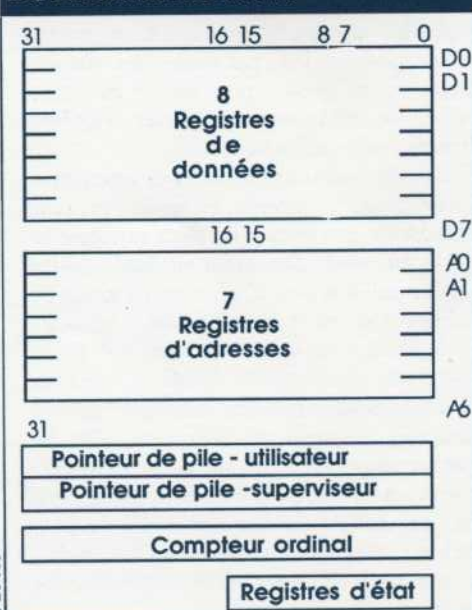 31 16 15 8 7 0
D0
D1
8
Registres
de
données
D7
16 15
A0
A1
7
Registres
d'adresses
A6
31
Pointeur de pile - utilisateur
Pointeur de pile -superviseur
Compteur ordinal
Registres d'état